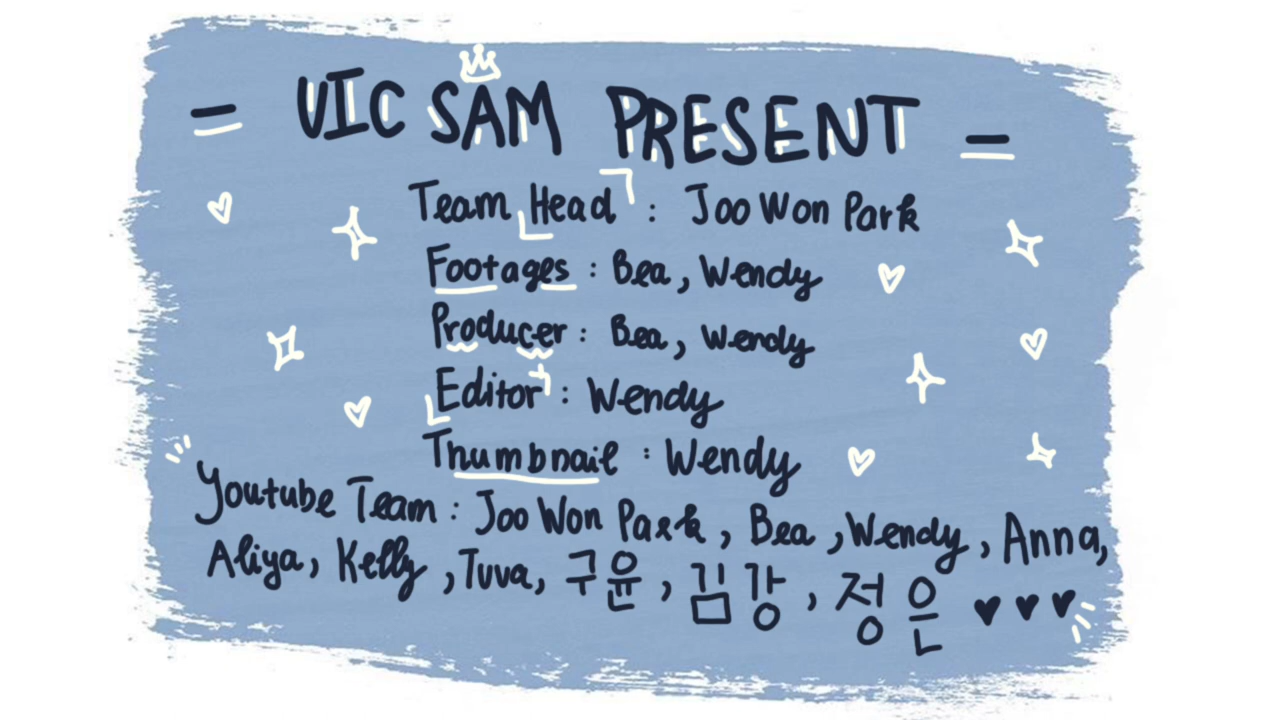 - VIC SAM PRESENT -
Team Head : Joo Won Park
Footages : Bea, Wendy
Producer : Bea, Wendy
Editor : Wendy
Thumbnail : Wendy
Youtube Team : Joo Won Park, Bea, Wendy, Anna,
Aliya, Kelly, Tuva, 구윤, 김강, 정은 ♥♥♥